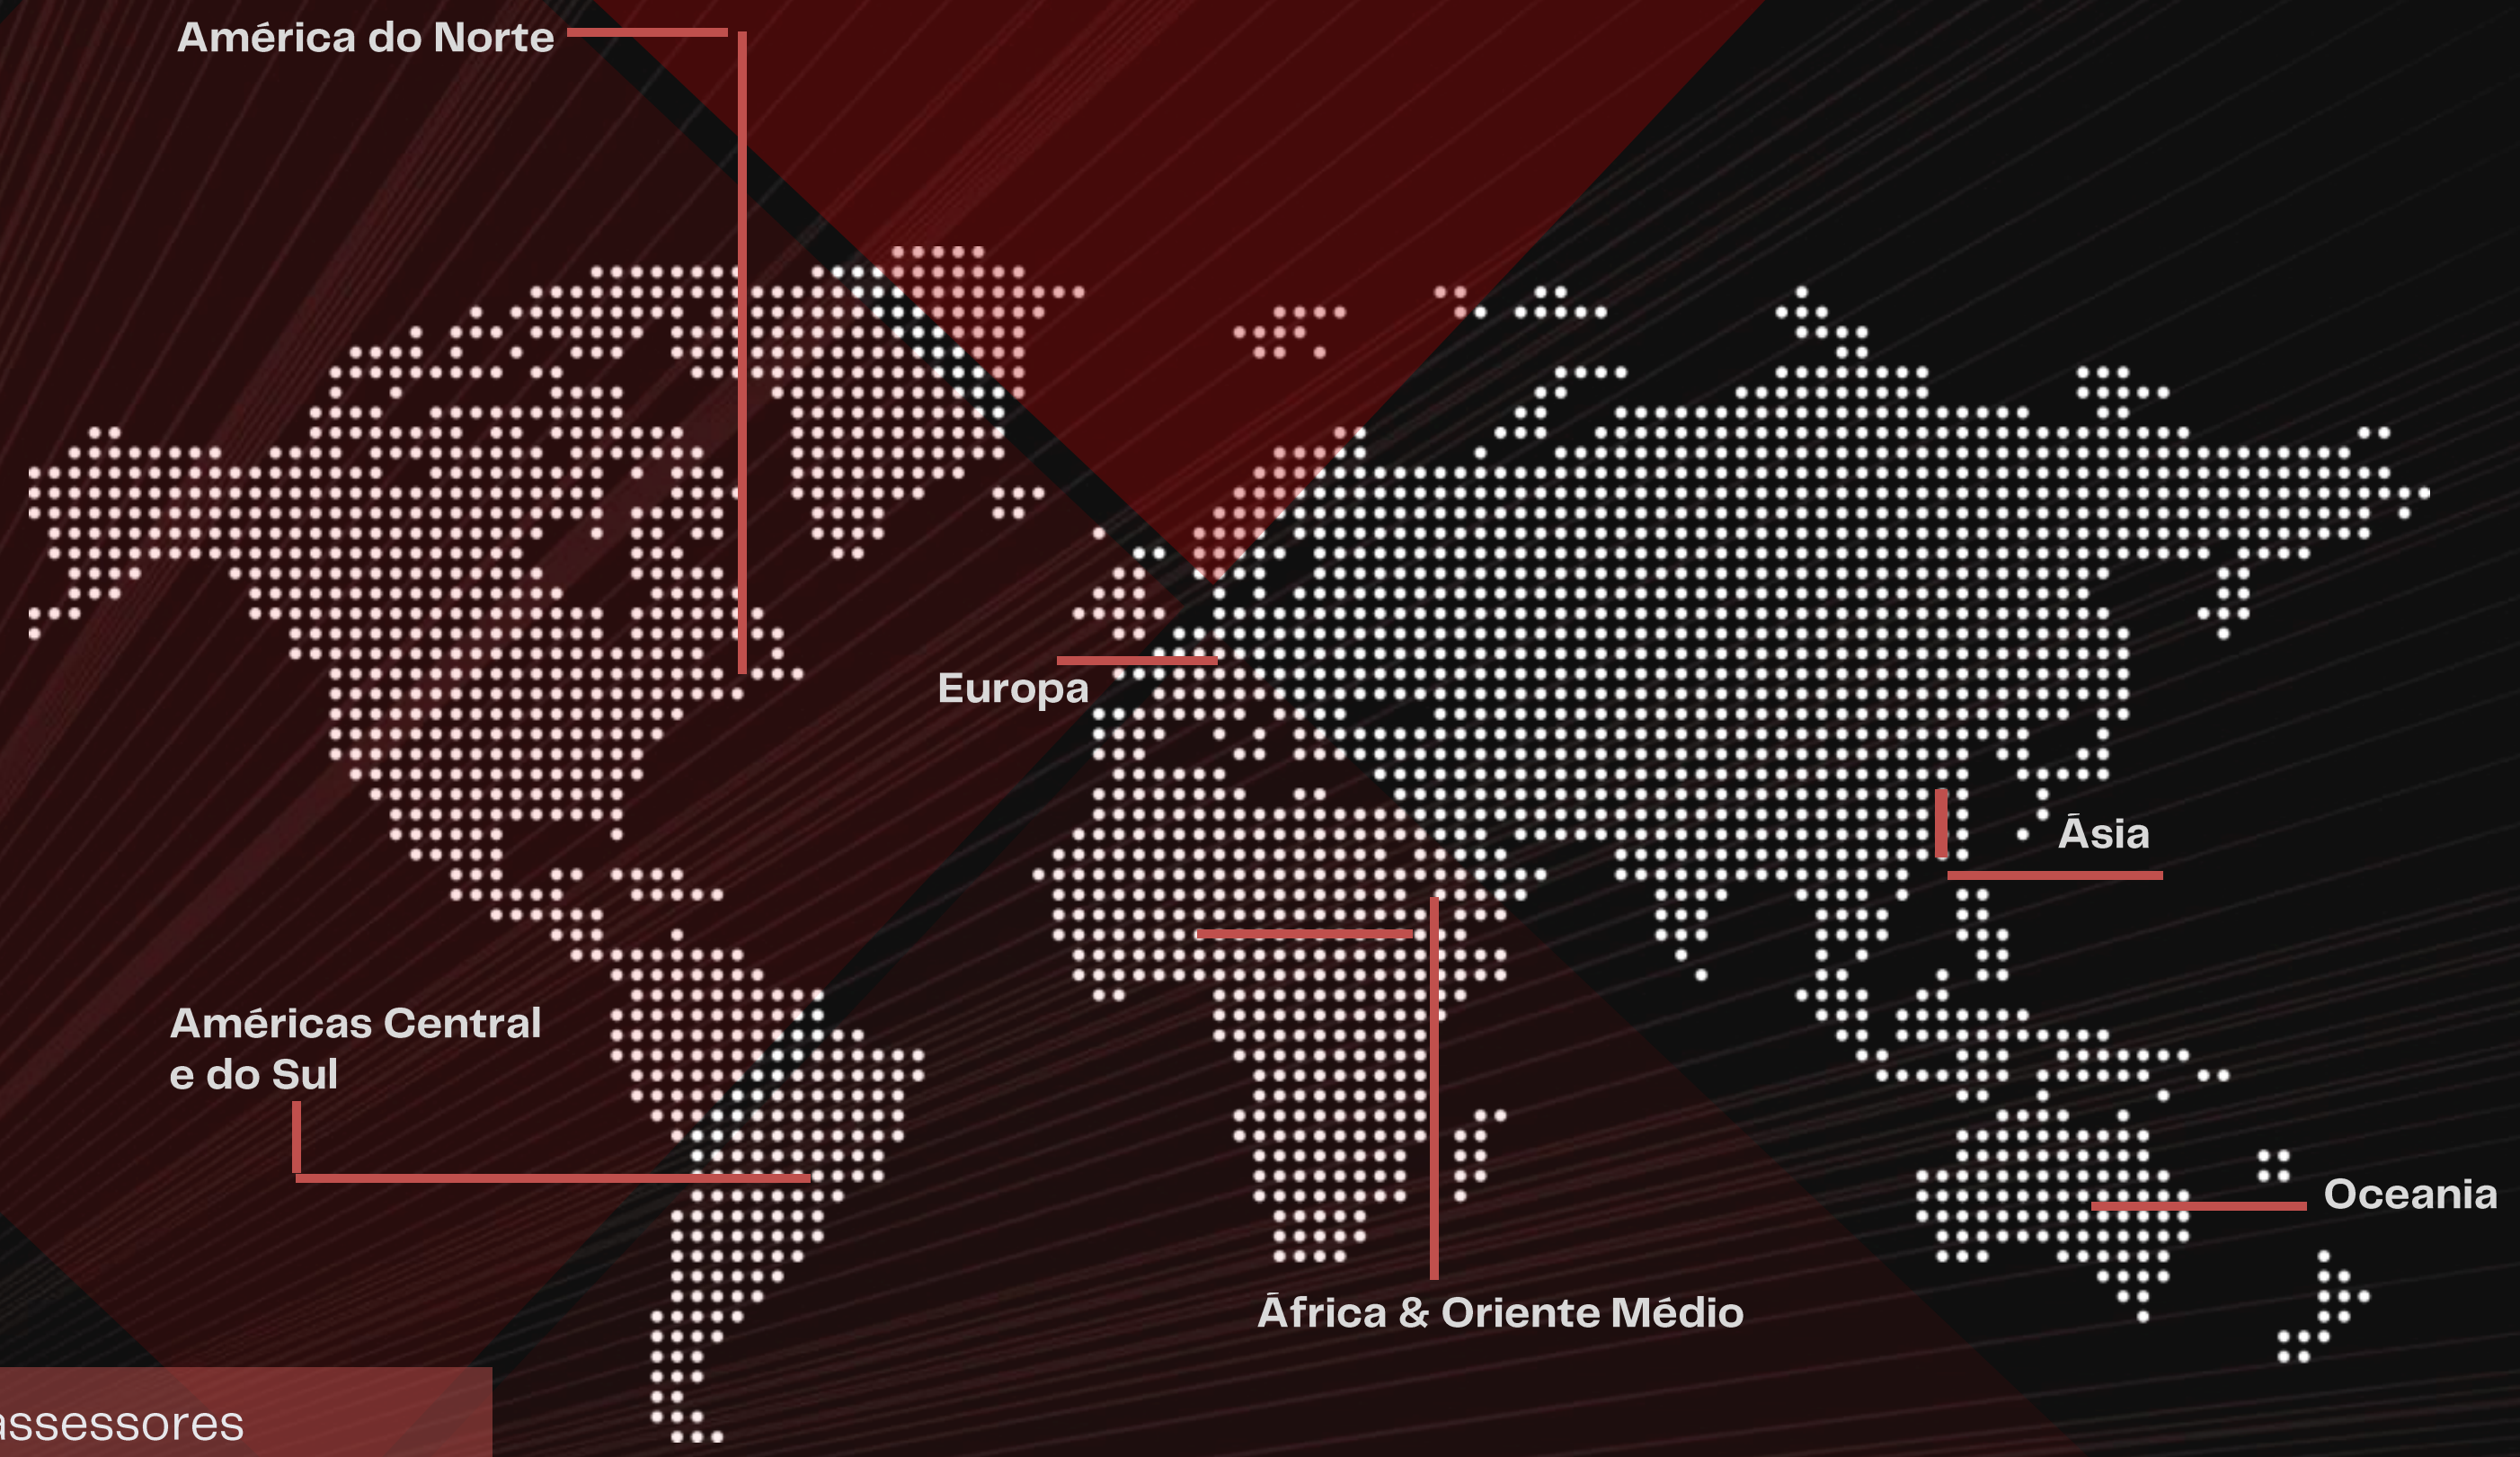 América do Norte
Europa
Ásia
Américas Central
e do Sul
Oceania
África & Oriente Médio
assessores